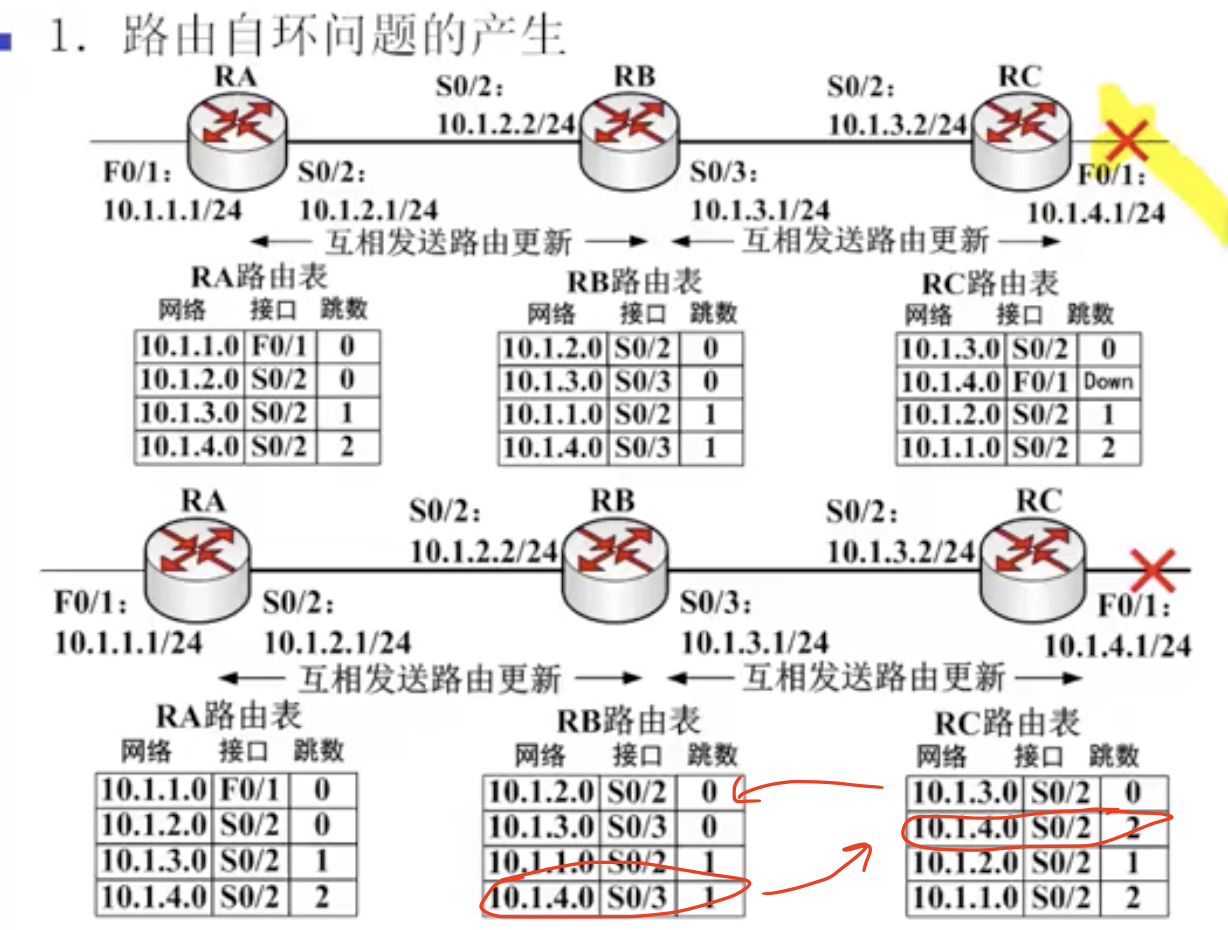 1. 路由自环问题的产生
RA
RB
RC
S0/2:
10.1.2.2/24
S0/2:
10.1.3.2/24
F0/1:
10.1.1.1/24
S0/2:
10.1.2.1/24
S0/3:
10.1.3.1/24
F0/1:
10.1.4.1/24
互相发送路由更新
互相发送路由更新
RA路由表
网络 接口 跳数
10.1.1.0 F0/1 0
10.1.2.0 S0/2 0
10.1.3.0 S0/2 1
10.1.4.0 S0/2 2
RB路由表
网络 接口 跳数
10.1.2.0 S0/2 0
10.1.3.0 S0/3 0
10.1.1.0 S0/2 1
10.1.4.0 S0/3 1
RC路由表
网络 接口 跳数
10.1.3.0 S0/2 0
10.1.4.0 F0/1 Down
10.1.2.0 S0/2 1
10.1.1.0 S0/2 2
RA
RB
RC
S0/2:
10.1.2.2/24
S0/2:
10.1.3.2/24
F0/1:
10.1.1.1/24
S0/2:
10.1.2.1/24
S0/3:
10.1.3.1/24
F0/1:
10.1.4.1/24
互相发送路由更新
互相发送路由更新
RA路由表
网络 接口 跳数
10.1.1.0 F0/1 0
10.1.2.0 S0/2 0
10.1.3.0 S0/2 1
10.1.4.0 S0/2 2
RB路由表
网络 接口 跳数
10.1.2.0 S0/2 0
10.1.3.0 S0/3 0
10.1.1.0 S0/2 1
10.1.4.0 S0/3 1
RC路由表
网络 接口 跳数
10.1.3.0 S0/2 0
10.1.4.0 S0/2 2
10.1.2.0 S0/2 1
10.1.1.0 S0/2 2